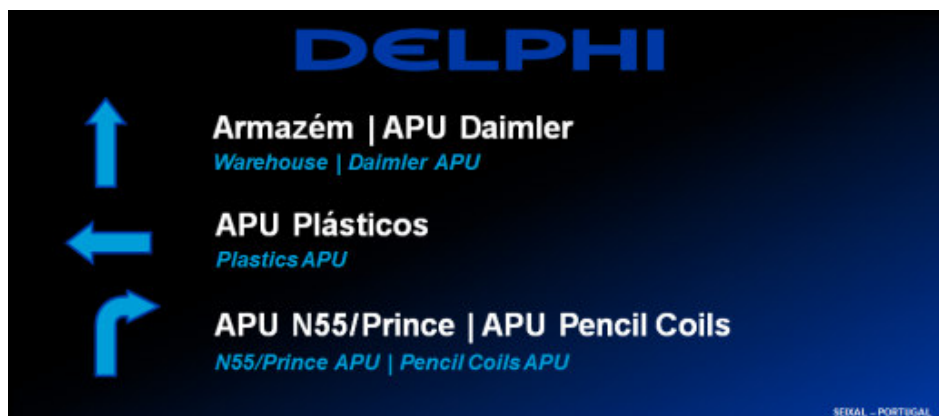 DELPHI
Armazém | APU Daimler
Warehouse | Daimler APU
APU Plásticos
Plastics APU
APU N55/Prince | APU Pencil Coils
N55/Prince APU | Pencil Coils APU
SEIXAL – PORTUGAL